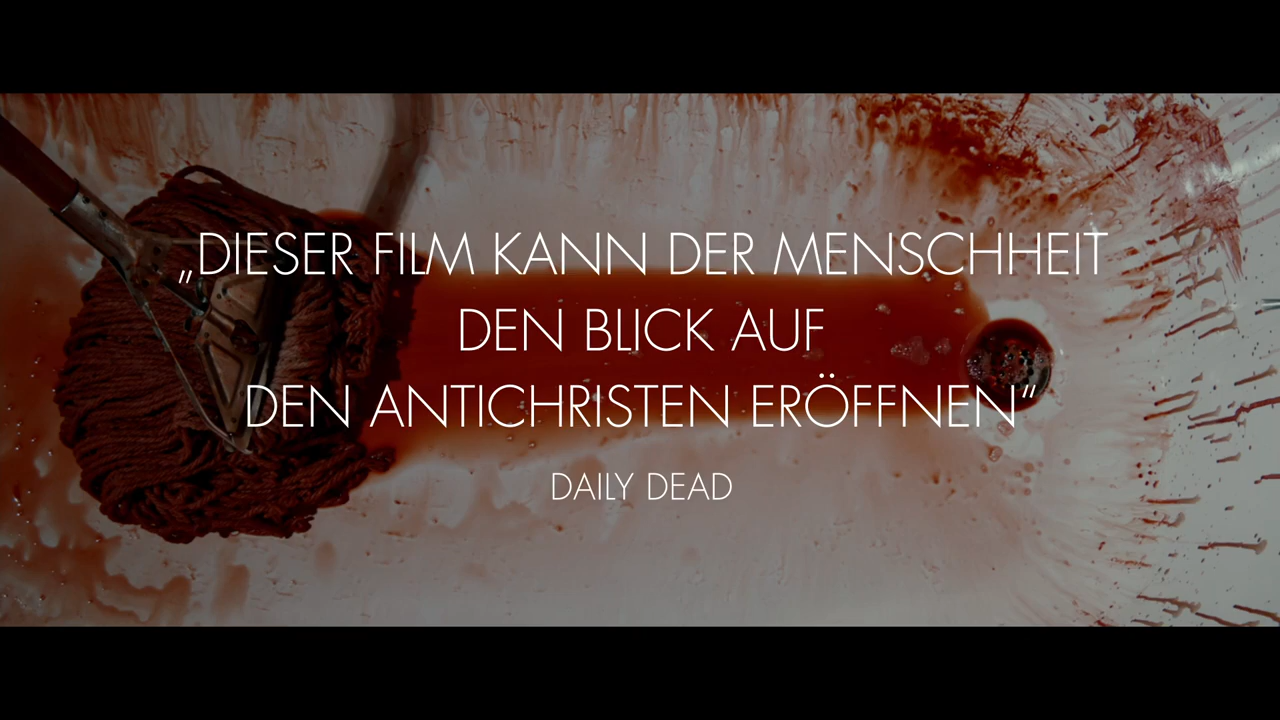 „DIESER FILM KANN DER MENSCHHEIT
DEN BLICK AUF
DEN ANTICHRISTEN ERÖFFNEN“
DAILY DEAD